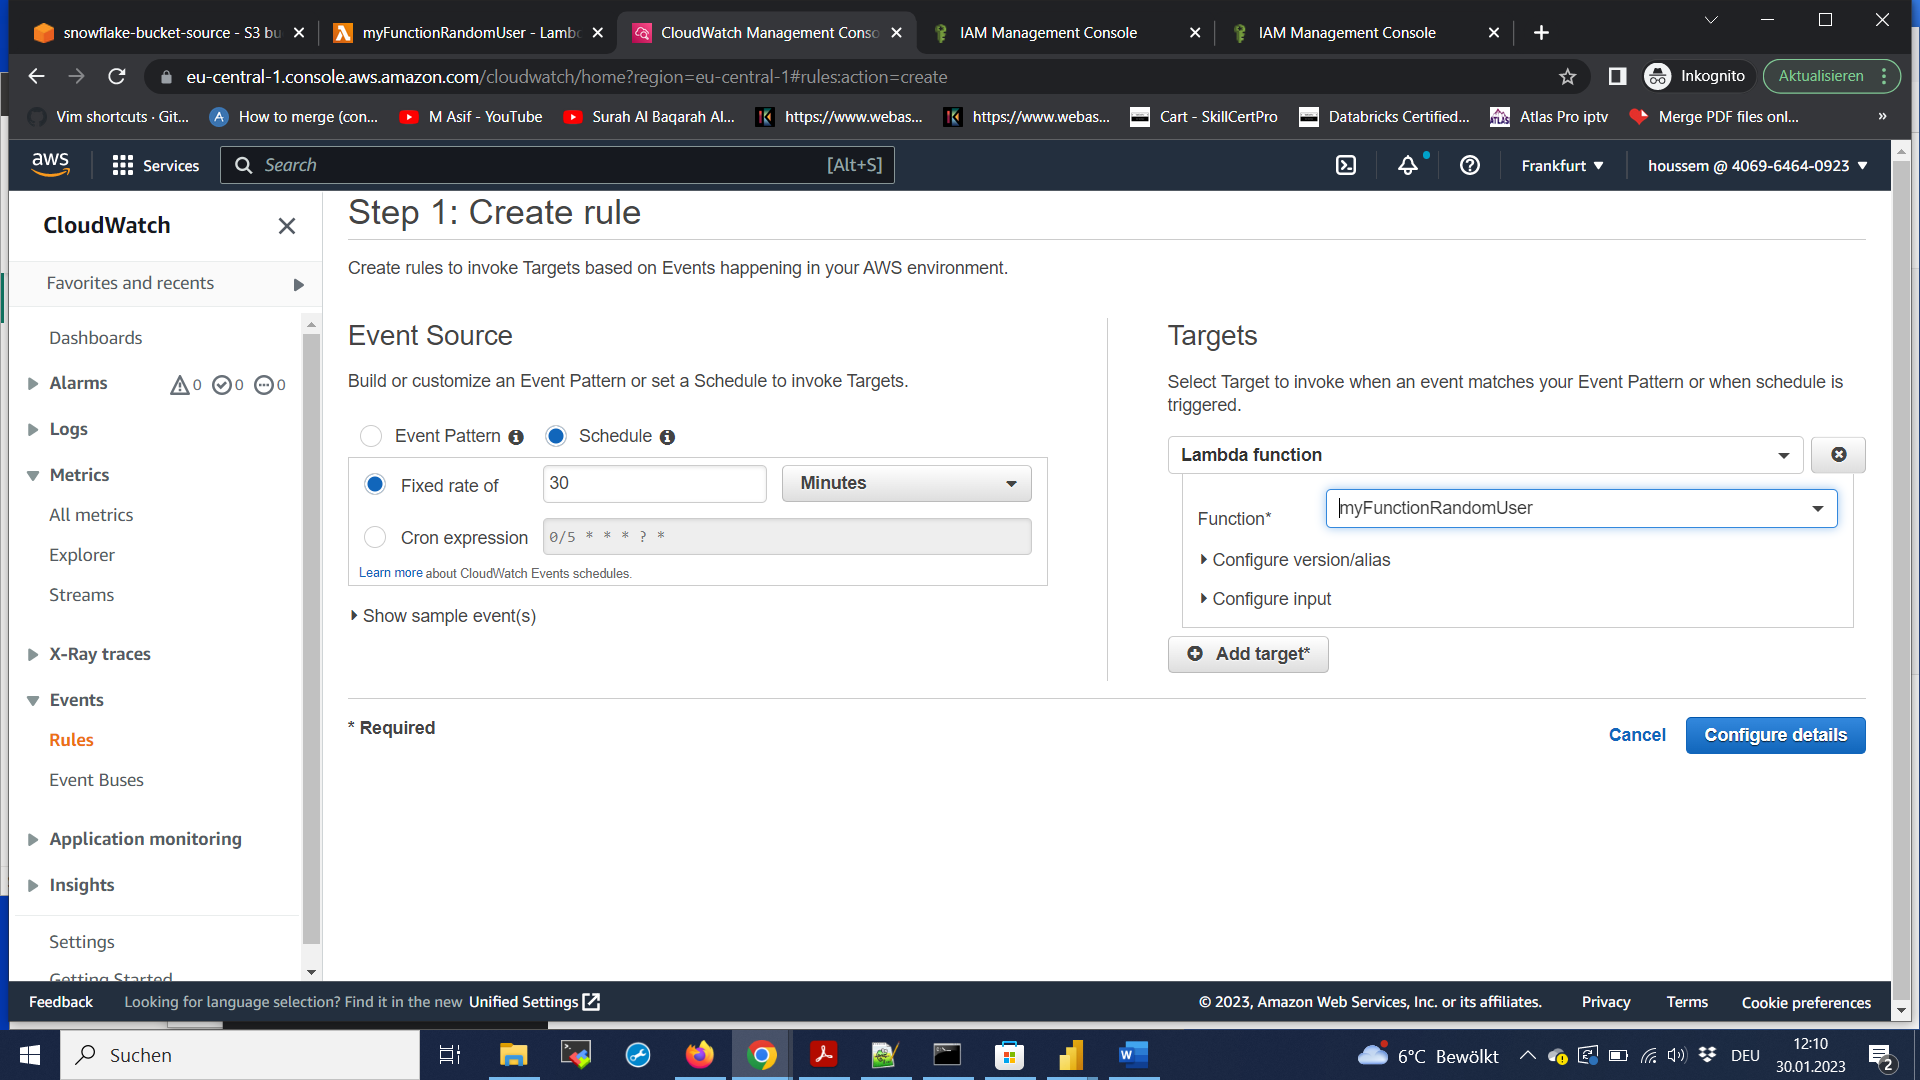 snowflake-bucket-source - S3 bu
myFunctionRandomUser - Lambd
CloudWatch Management Conso
IAM Management Console
IAM Management Console
eu-central-1.console.aws.amazon.com/cloudwatch/home?region=eu-central-1#rules:action=create
Inkognito
Aktualisieren
Vim shortcuts · Git...
How to merge (con...
M Asif - YouTube
Surah Al Baqarah Al...
https://www.webas...
https://www.webas...
Cart - SkillCertPro
Databricks Certified...
Atlas Pro iptv
Merge PDF files onl...
»
aws
Services
Search
[Alt+S]
Frankfurt
houssem @ 4069-6464-0923
CloudWatch
Favorites and recents
Dashboards
Alarms 0 0 0
Logs
Metrics
All metrics
Explorer
Streams
X-Ray traces
Events
Rules
Event Buses
Application monitoring
Insights
Settings
Getting Started
Step 1: Create rule
Create rules to invoke Targets based on Events happening in your AWS environment.
Event Source
Build or customize an Event Pattern or set a Schedule to invoke Targets.
Event Pattern
Schedule
Fixed rate of
30
Minutes
Cron expression
0/5 * * * ? *
Learn more about CloudWatch Events schedules.
Show sample event(s)
Targets
Select Target to invoke when an event matches your Event Pattern or when schedule is
triggered.
Lambda function
Function*
myFunctionRandomUser
Configure version/alias
Configure input
Add target*
* Required
Cancel
Configure details
Feedback
Looking for language selection? Find it in the new Unified Settings
© 2023, Amazon Web Services, Inc. or its affiliates.
Privacy
Terms
Cookie preferences
Suchen
6°C Bewölkt
DEU
12:10
30.01.2023
2